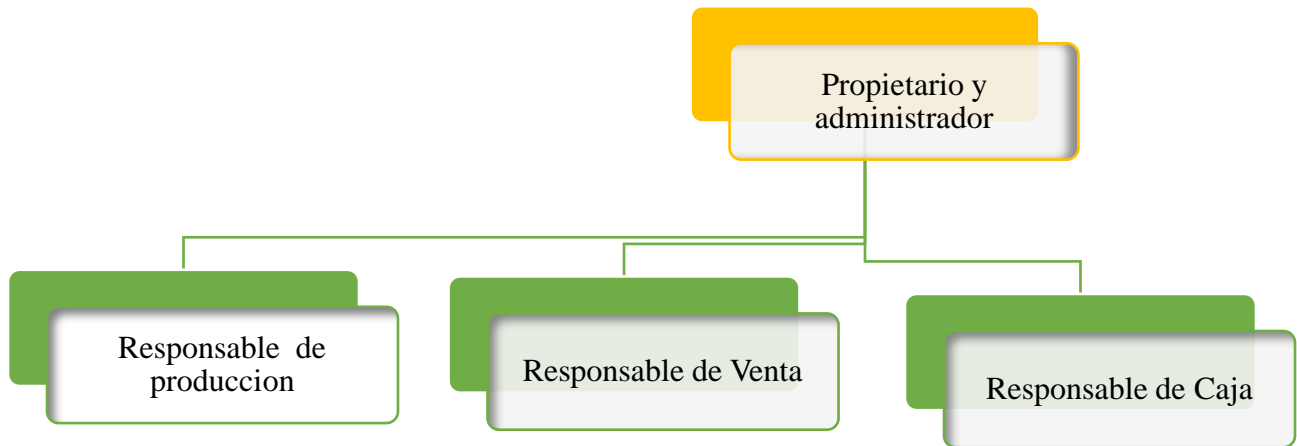 Propietario y
administrador
Responsable de
produccion
Responsable de Venta
Responsable de Caja